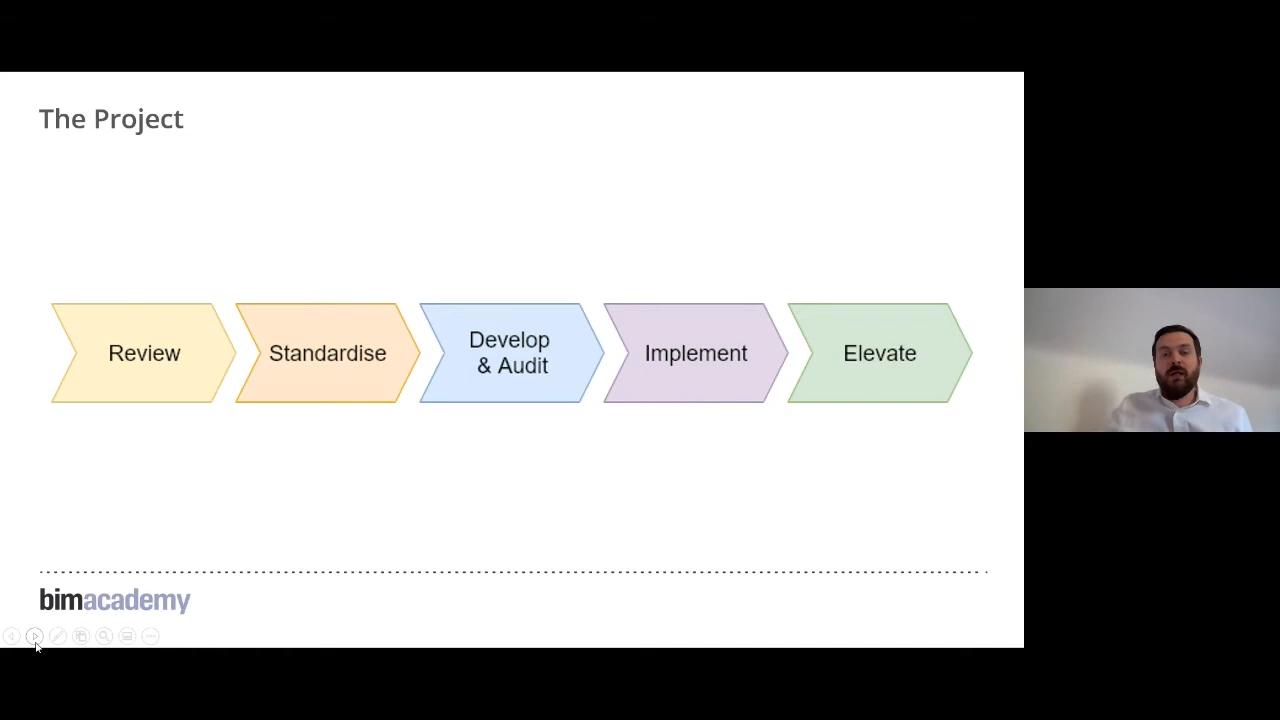 The Project
Review
Standardise
Develop
& Audit
Implement
Elevate
bimacademy